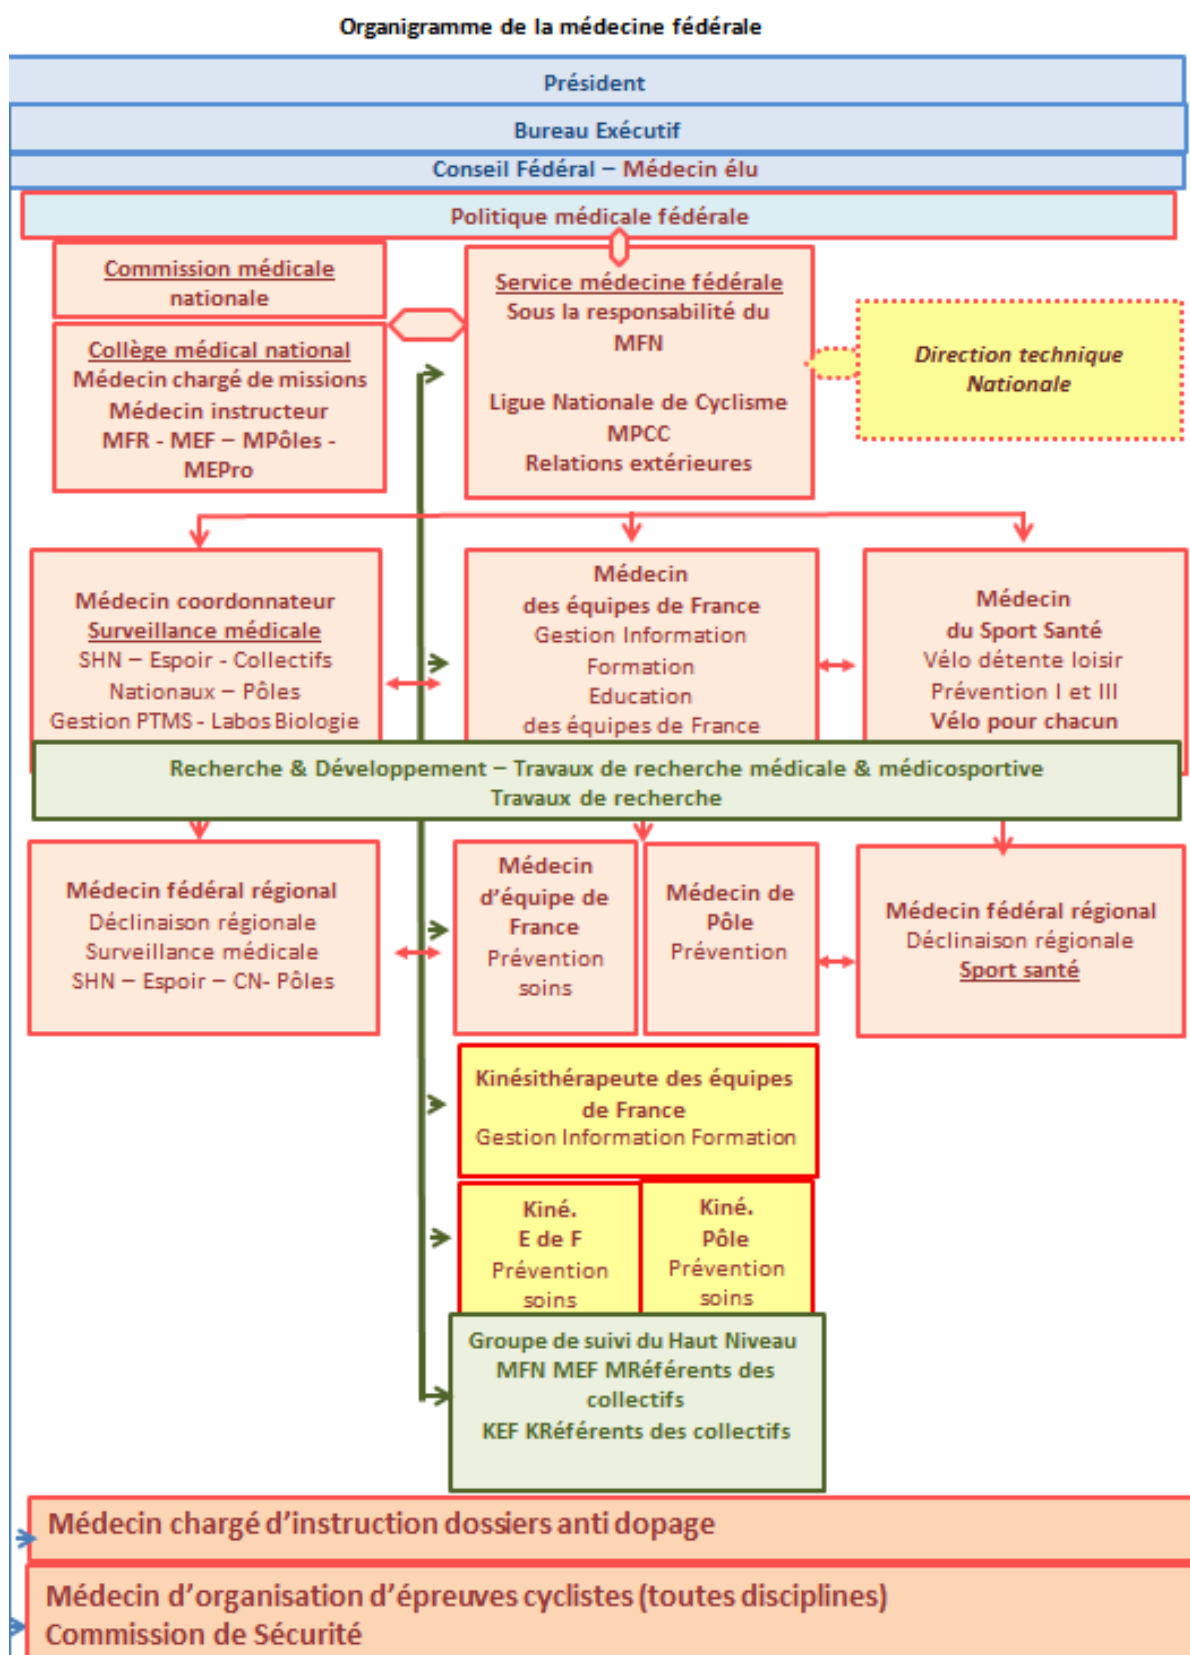 Organigramme de la médecine fédérale
Président
Bureau Exécutif
Conseil Fédéral – Médecin élu
Politique médicale fédérale
Commission médicale
nationale
Collège médical national
Médecin chargé de missions
Médecin instructeur
MFR - MEF – MPôles -
MEPro
Service médecine fédérale
Sous la responsabilité du
MFN
Ligue Nationale de Cyclisme
MPCC
Relations extérieures
Direction technique
Nationale
Médecin coordonnateur
Surveillance médicale
SHN – Espoir - Collectifs
Nationaux – Pôles
Gestion PTMS - Labos Biologie
Médecin
des équipes de France
Gestion Information
Formation
Education
des équipes de France
Médecin
du Sport Santé
Vélo détente loisir
Prévention I et III
Vélo pour chacun
Recherche & Développement – Travaux de recherche médicale & médicosportive
Travaux de recherche
Médecin fédéral régional
Déclinaison régionale
Surveillance médicale
SHN – Espoir – CN- Pôles
Médecin
d'équipe de
France
Prévention
soins
Médecin de
Pôle
Prévention
Médecin fédéral régional
Déclinaison régionale
Sport santé
Kinésithérapeute des équipes
de France
Gestion Information Formation
Kiné.
E de F
Prévention
soins
Kiné.
Pôle
Prévention
soins
Groupe de suivi du Haut Niveau
MFN MEF MRéférents des
collectifs
KEF KRéférents des collectifs
Médecin chargé d'instruction dossiers anti dopage
Médecin d'organisation d'épreuves cyclistes (toutes disciplines)
Commission de Sécurité